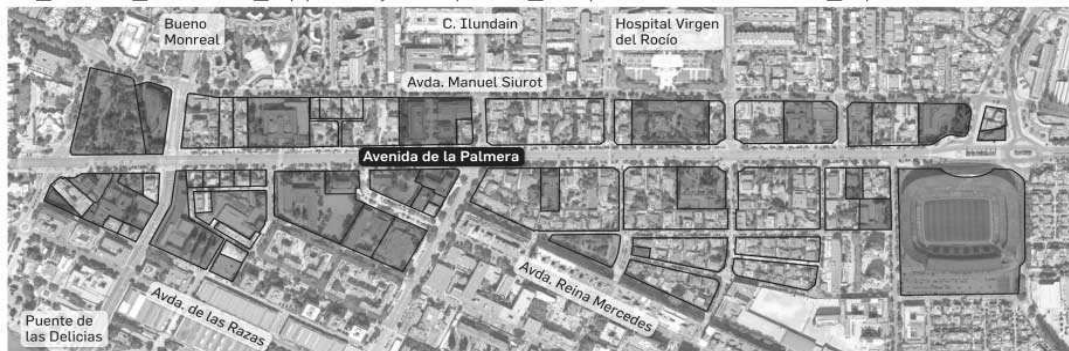 Bueno
Monreal
C. Ilundain
Hospital Virgen
del Rocío
Avda. Manuel Siurot
Avenida de la Palmera
Avda. Reina Mercedes
Avda. de las Razas
Puente de
las Delicias